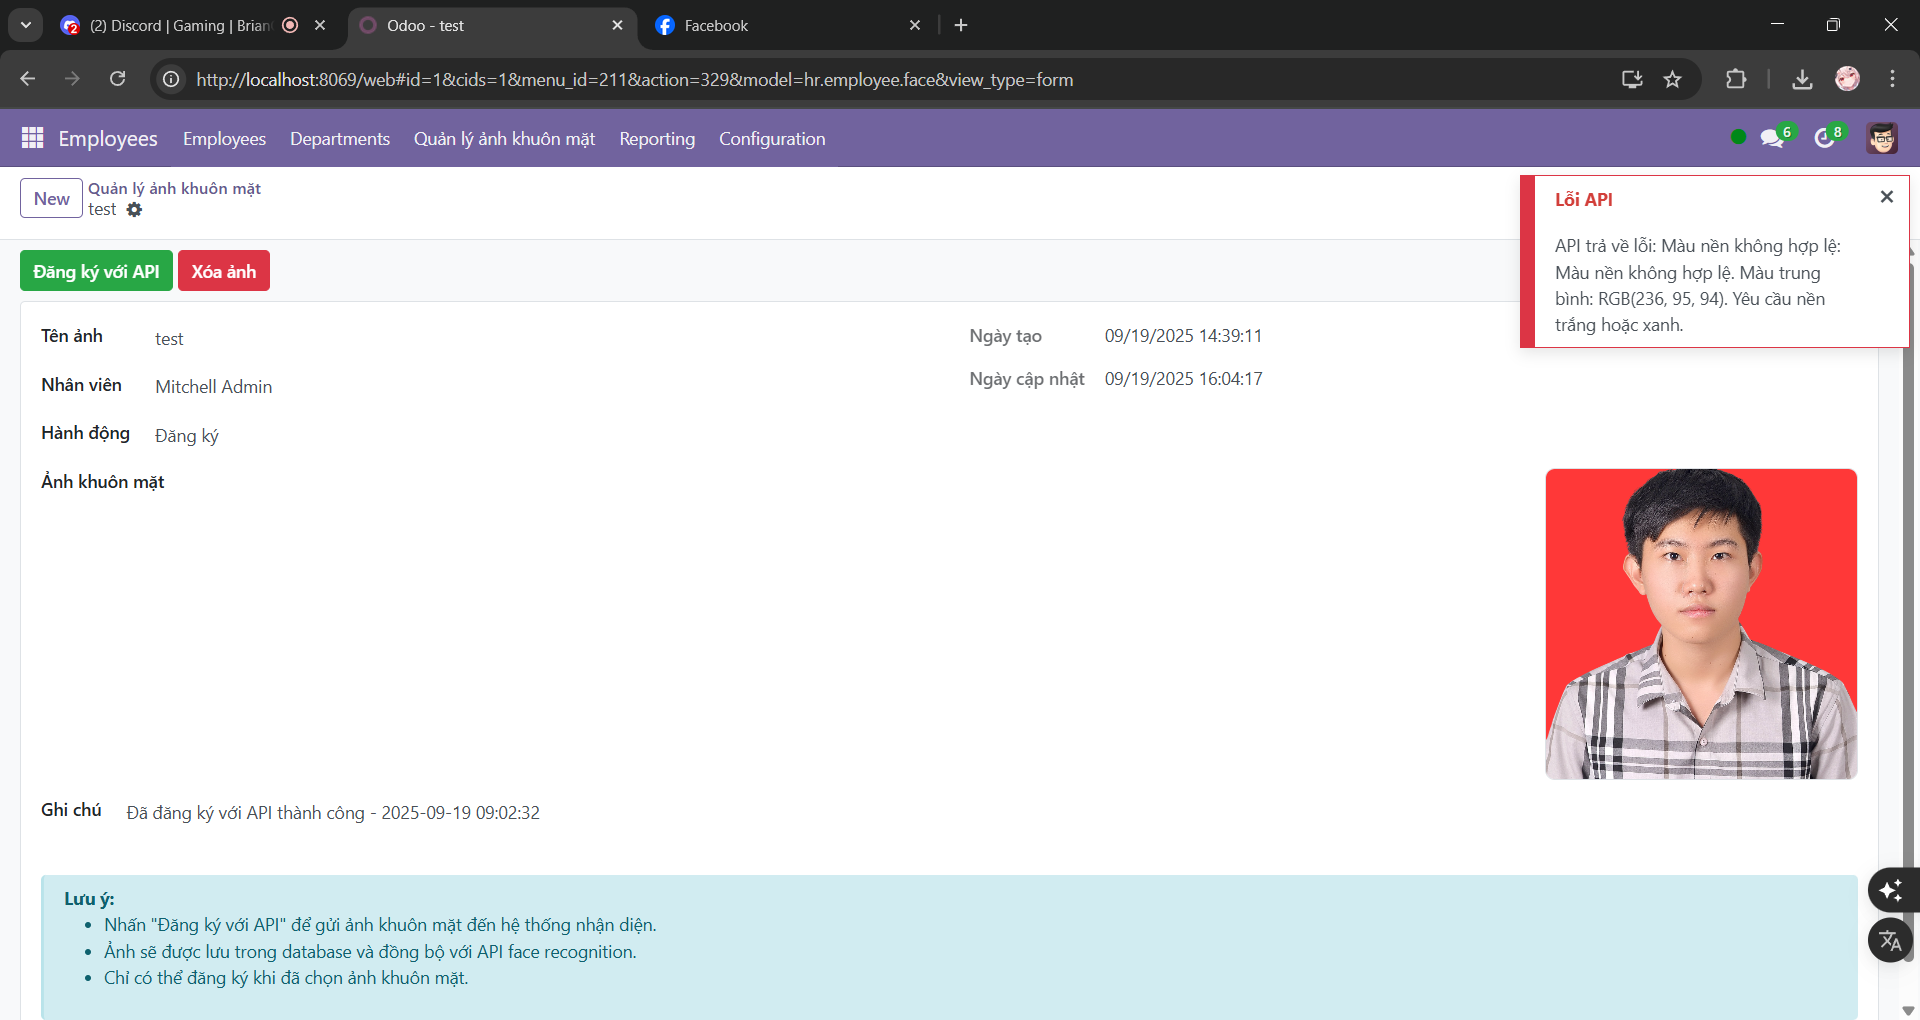 (2) Discord | Gaming | Brian
Odoo - test
Facebook
http://localhost:8069/web#id=1&cids=1&menu_id=211&action=329&model=hr.employee.face&view_type=form
Employees
Employees
Departments
Quản lý ảnh khuôn mặt
Reporting
Configuration
6
8
New
Quản lý ảnh khuôn mặt
test
Lỗi API
API trả về lỗi: Màu nền không hợp lệ:
Màu nền không hợp lệ. Màu trung
bình: RGB(236, 95, 94). Yêu cầu nền
trắng hoặc xanh.
Đăng ký với API
Xóa ảnh
Tên ảnh
test
Ngày tạo
09/19/2025 14:39:11
Nhân viên
Mitchell Admin
Ngày cập nhật
09/19/2025 16:04:17
Hành động
Đăng ký
Ảnh khuôn mặt
Ghi chú
Đã đăng ký với API thành công - 2025-09-19 09:02:32
Lưu ý:
Nhấn "Đăng ký với API" để gửi ảnh khuôn mặt đến hệ thống nhận diện.
Ảnh sẽ được lưu trong database và đồng bộ với API face recognition.
Chỉ có thể đăng ký khi đã chọn ảnh khuôn mặt.